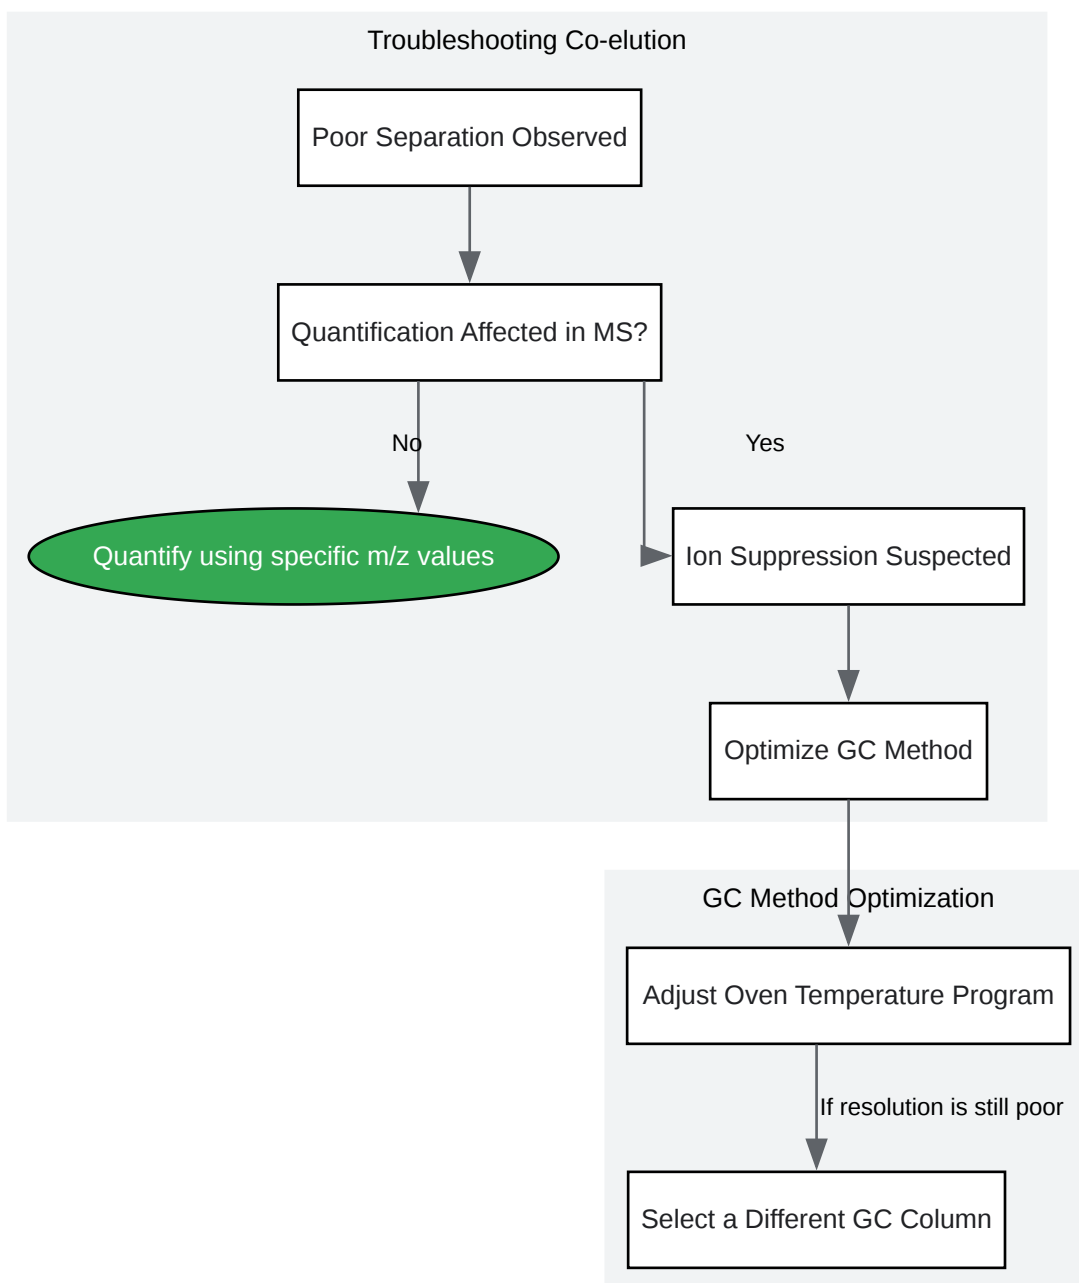 Troubleshooting Co-elution
Poor Separation Observed
Quantification Affected in MS?
No
Yes
Quantify using specific m/z values
Ion Suppression Suspected
Optimize GC Method
GC Method Optimization
Adjust Oven Temperature Program
If resolution is still poor
Select a Different GC Column